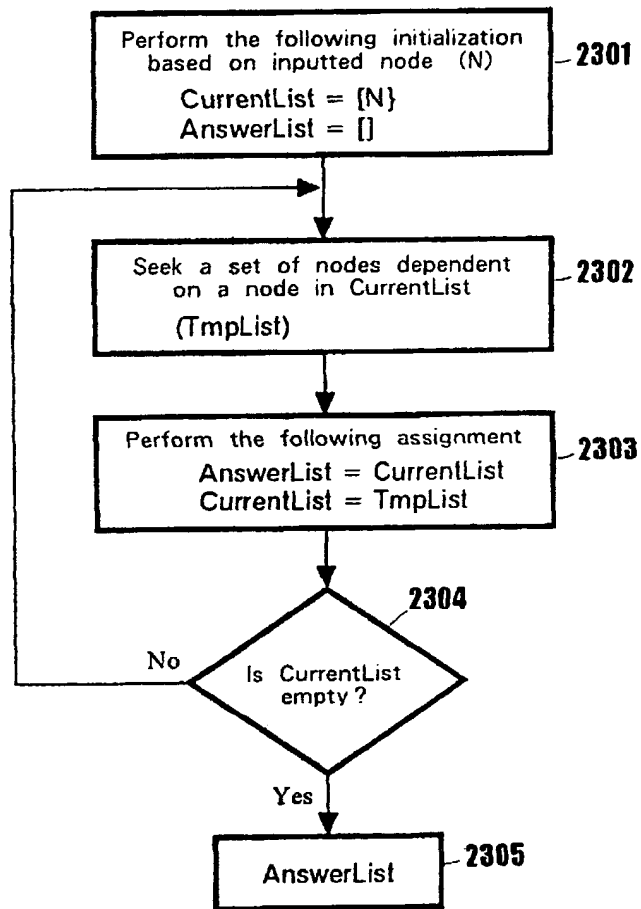 Perform the following initialization
based on inputted node (N)
CurrentList = {N}
AnswerList = []
2301
Seek a set of nodes dependent
on a node in CurrentList
(TmpList)
2302
Perform the following assignment
AnswerList = CurrentList
CurrentList = TmpList
2303
2304
No
Is CurrentList
empty?
Yes
AnswerList
2305